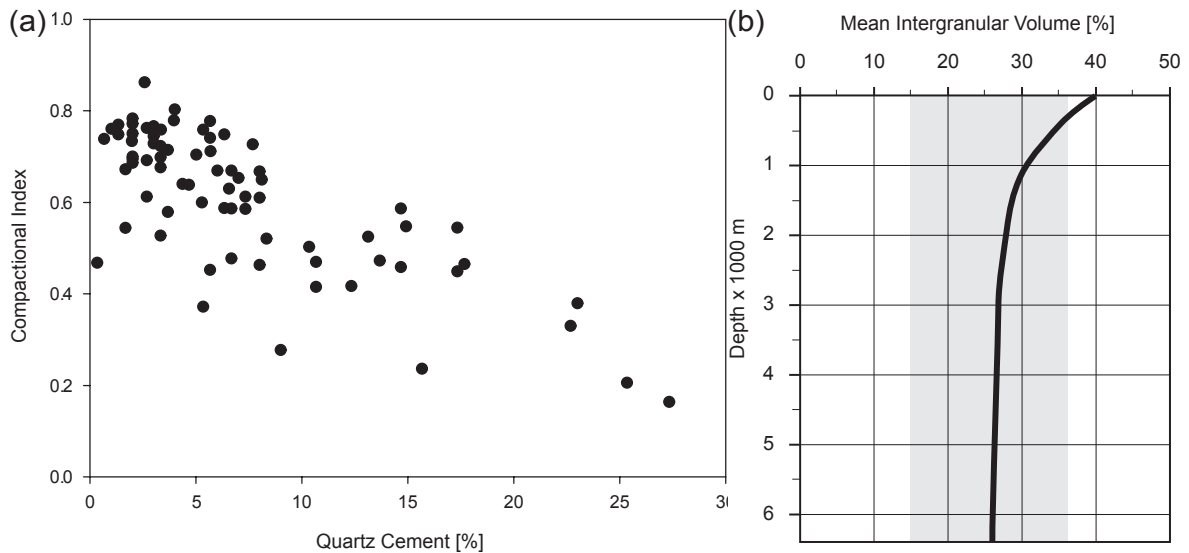 (a)
1.0
0.8
0.6
0.4
0.2
0.0
Compactional Index
0 5 10 15 20 25 30
Quartz Cement [%]
(b)
Mean Intergranular Volume [%]
0 10 20 30 40 50
0
1
2
3
4
5
6
Depth x 1000 m